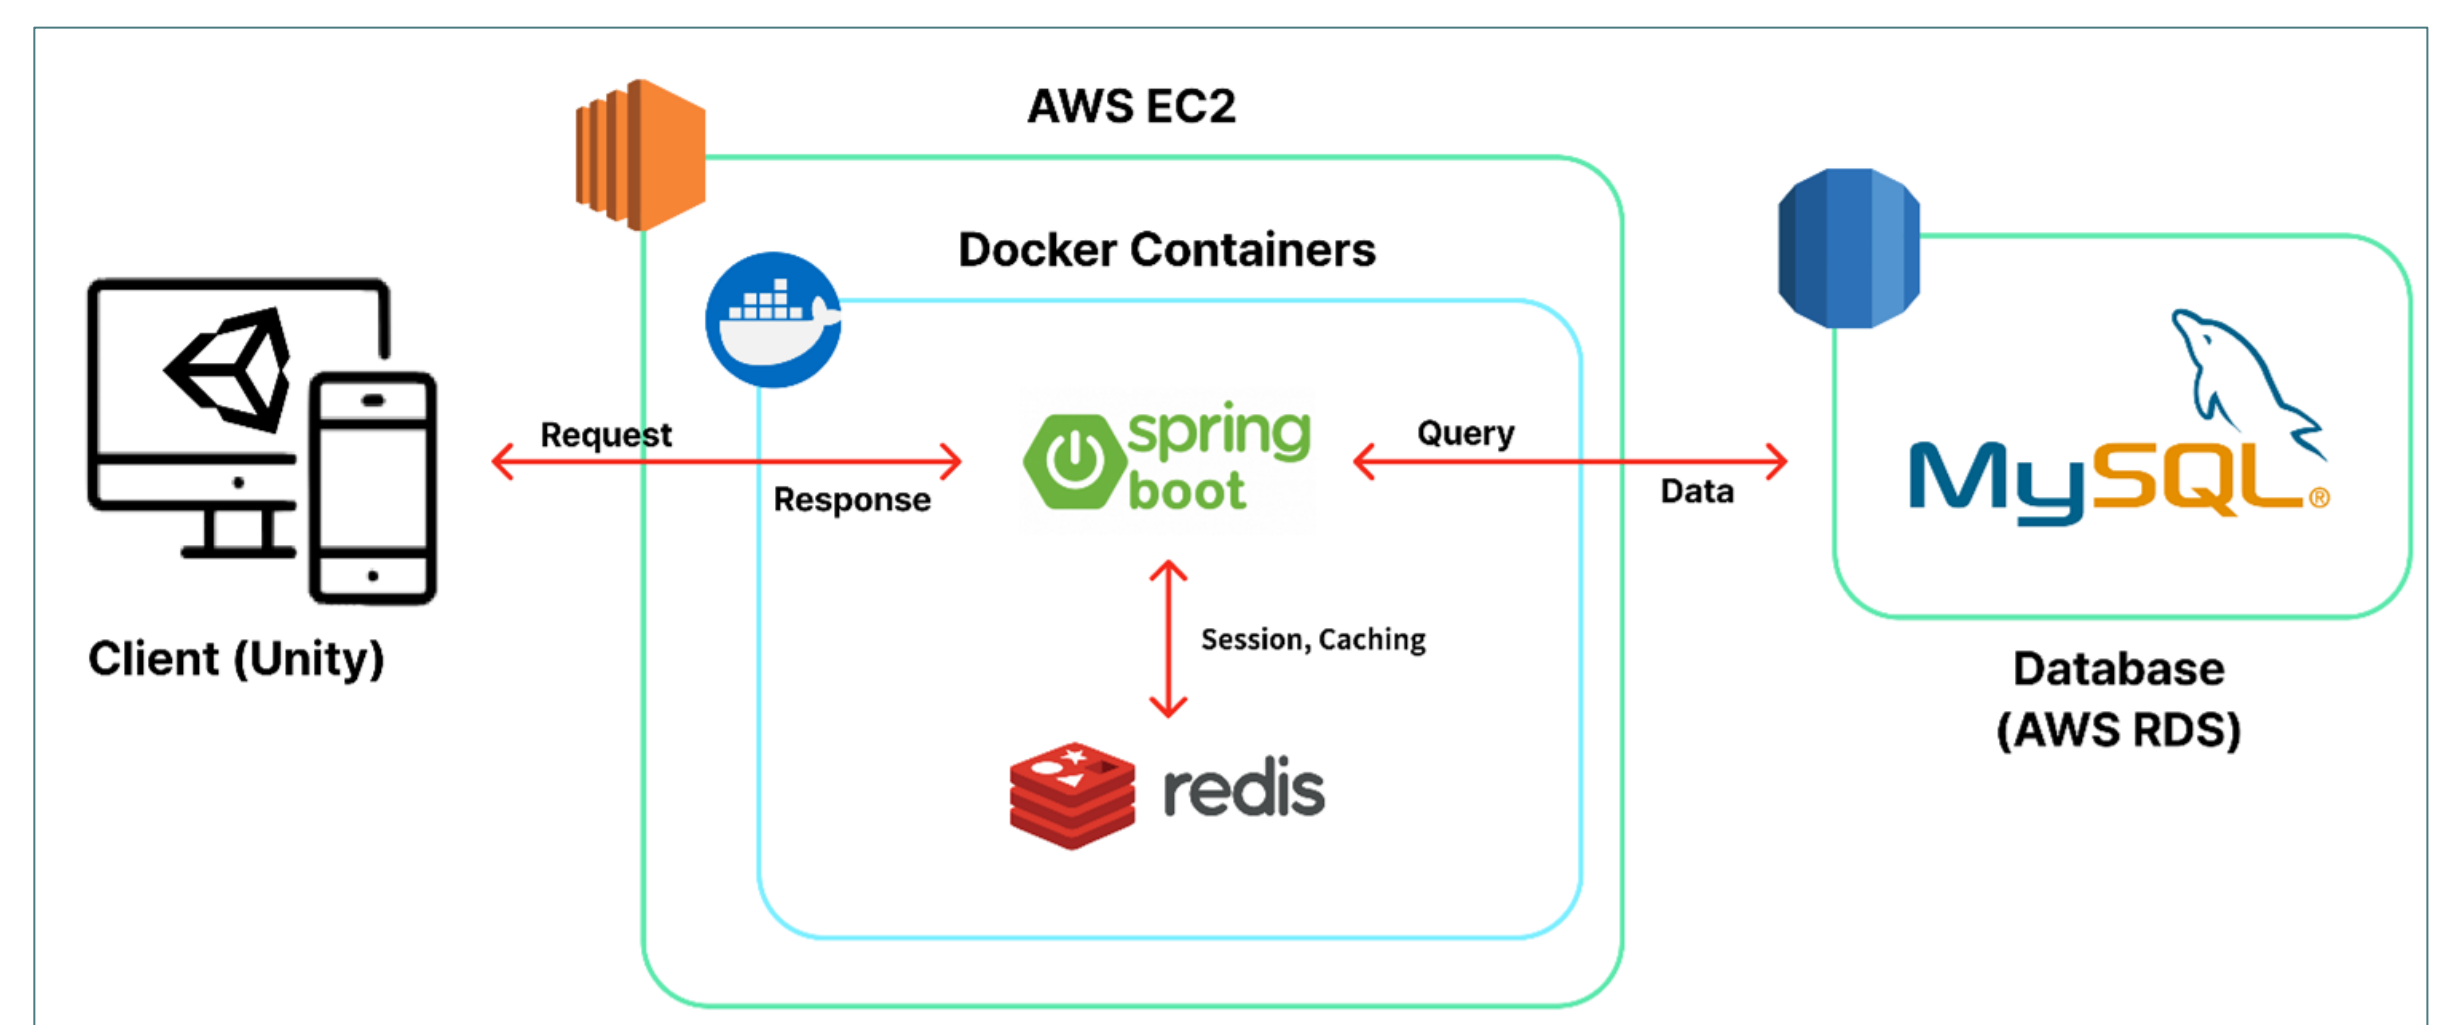 AWS EC2
Docker Containers
Request
Response
spring
boot
Query
Data
MySQL®
Session, Caching
Client (Unity)
redis
Database
(AWS RDS)